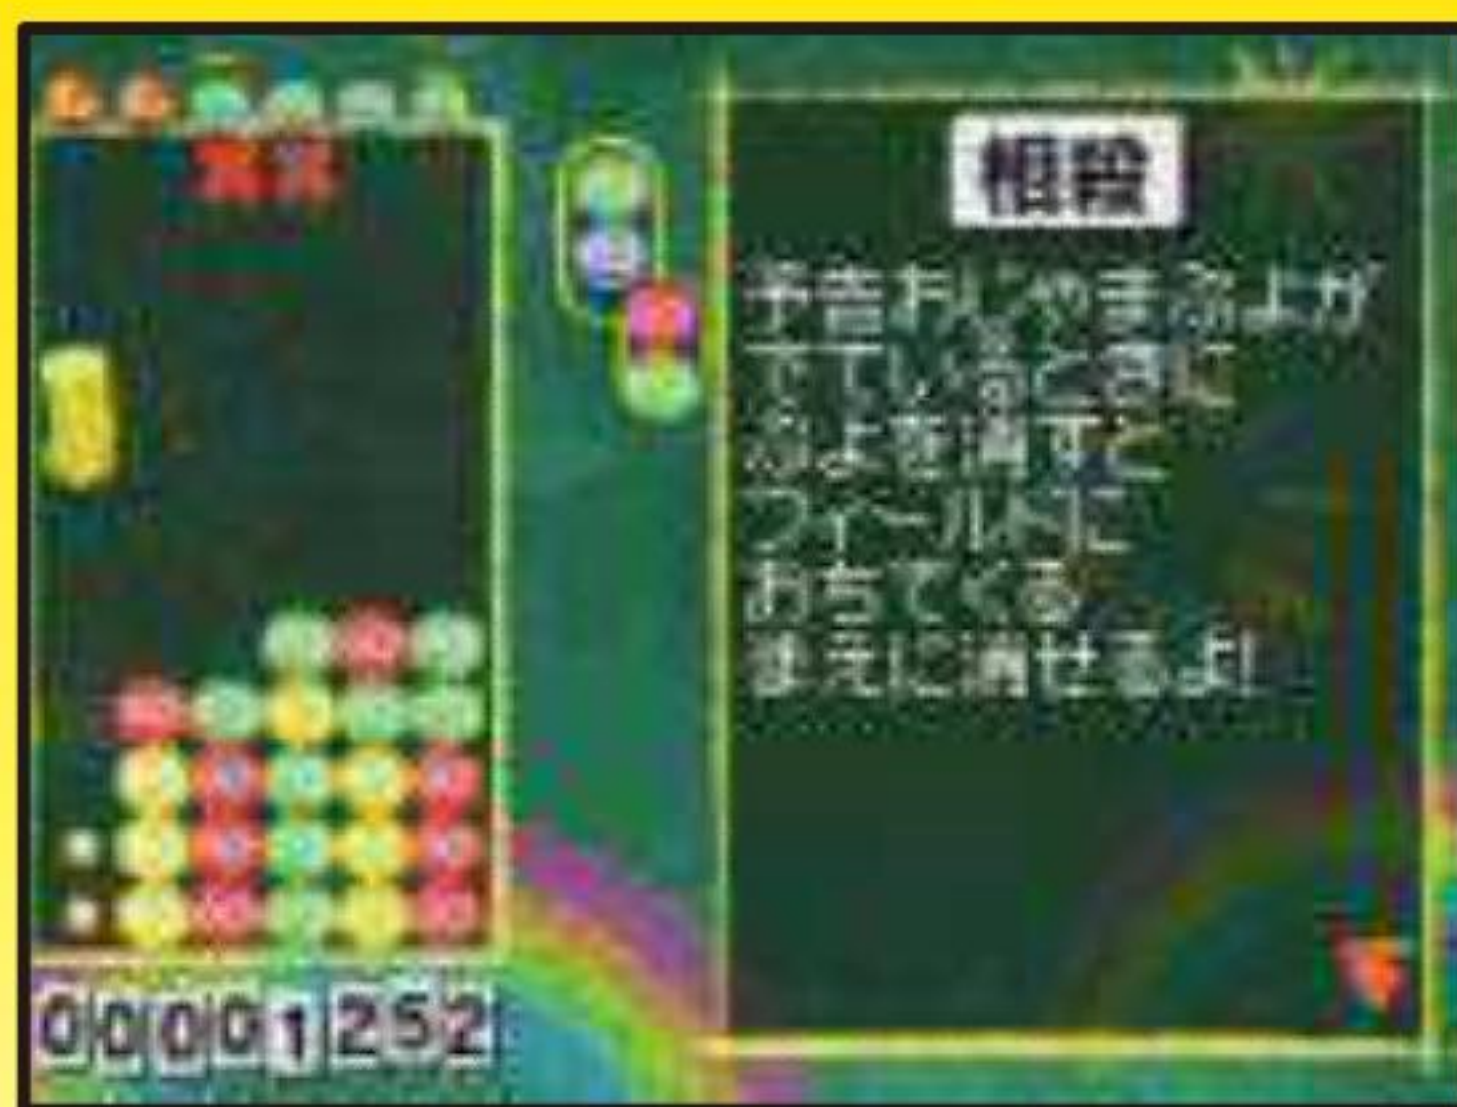 相殺
予告おじゃまぷよが
でているときに
ぷよを消すと
フィールドに
おちてくる
まえに消せるよ!
00001252